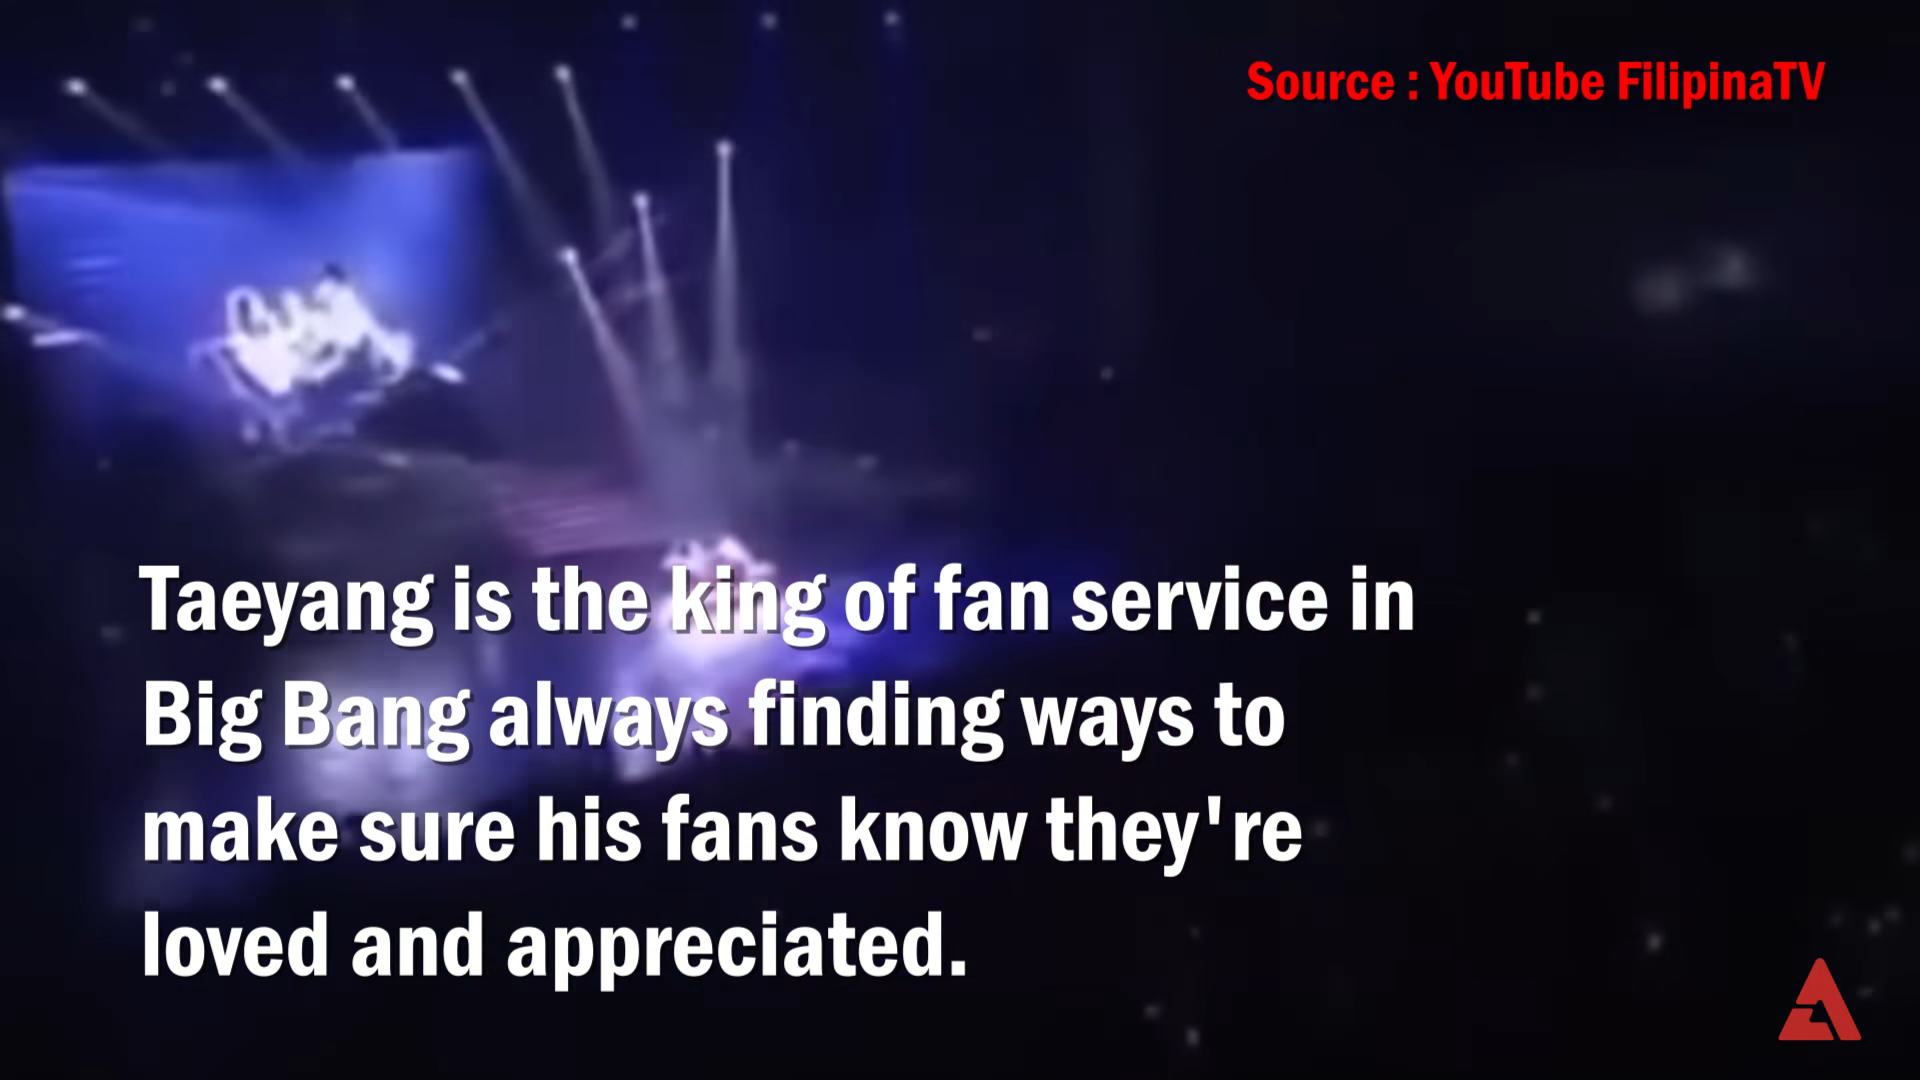 Source : YouTube FilipinaTV
Taeyang is the king of fan service in
Big Bang always finding ways to
make sure his fans know they're
loved and appreciated.